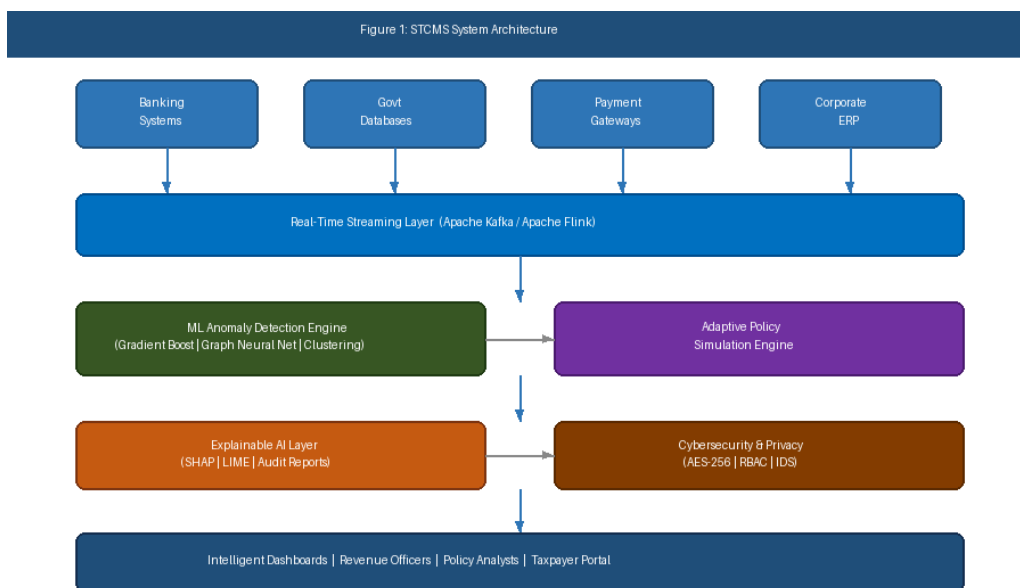 Figure 1: STCMS System Architecture
Banking
Systems
Govt
Databases
Payment
Gateways
Corporate
ERP
Real-Time Streaming Layer (Apache Kafka / Apache Flink)
ML Anomaly Detection Engine
(Gradient Boost | Graph Neural Net | Clustering)
Adaptive Policy
Simulation Engine
Explainable AI Layer
(SHAP | LIME | Audit Reports)
Cybersecurity & Privacy
(AES-256 | RBAC | IDS)
Intelligent Dashboards | Revenue Officers | Policy Analysts | Taxpayer Portal